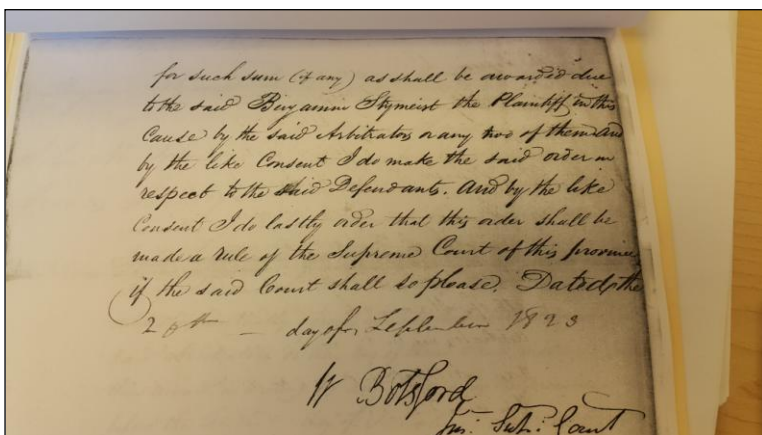 for such sum (if any) as shall be awarded due
to the said Benjamin Stymeist the Plaintiff in this
Cause by the said Arbitrators or any two of them And
by the like Consent I do make the said order in
respect to the said Defendants. And by the like
Consent I do lastly order that this order shall be
made a rule of the Supreme Court of this province
if the said Court shall so please. Dated the
day of September 1823
W Botsford
Sup: Court